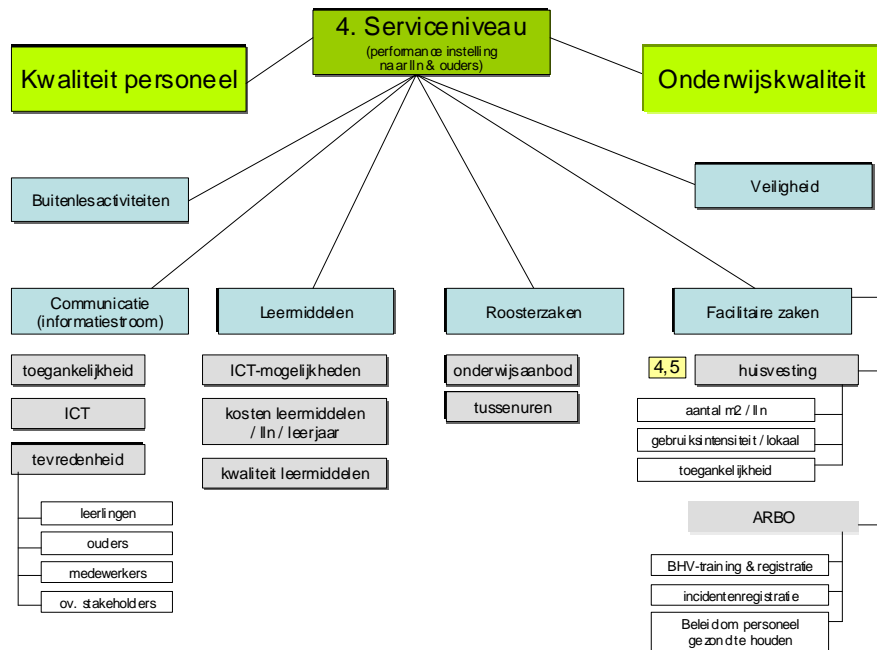 4. Serviceniveau
(performance instelling
naar lln & ouders)
Kwaliteit personeel
Onderwijskwaliteit
Buitenlesactiviteiten
Veiligheid
Communicatie
(informatiestroom)
Leermiddelen
Roosterzaken
Facilitaire zaken
toegankelijkheid
ICT
tevredenheid
leerlingen
ouders
medewerkers
ov. stakeholders
ICT-mogelijkheden
kosten leermiddelen
/ lln / leerjaar
kwaliteit leermiddelen
onderwijsaanbod
tussenuren
4,5
huisvesting
aantal m2 / lln
gebruiksintensiteit / lokaal
toegankelijkheid
ARBO
BHV-training & registratie
incidentenregistratie
Beleid om personeel
gezond te houden